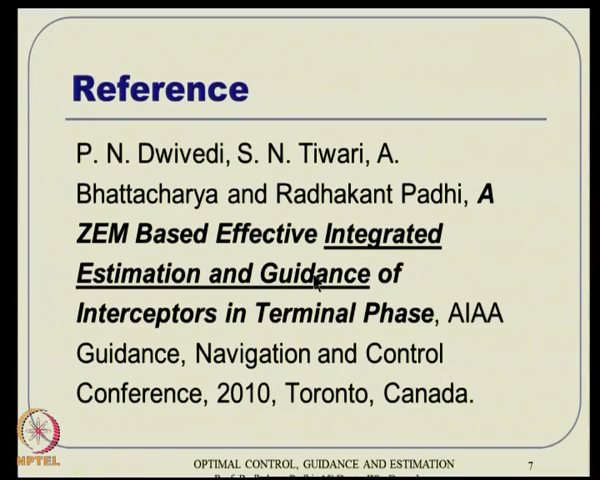 Reference
P. N. Dwivedi, S. N. Tiwari, A.
Bhattacharya and Radhakant Padhi, A
ZEM Based Effective Integrated
Estimation and Guidance of
Interceptors in Terminal Phase, AIAA
Guidance, Navigation and Control
Conference, 2010, Toronto, Canada.
NPTEL
OPTIMAL CONTROL, GUIDANCE AND ESTIMATION
7